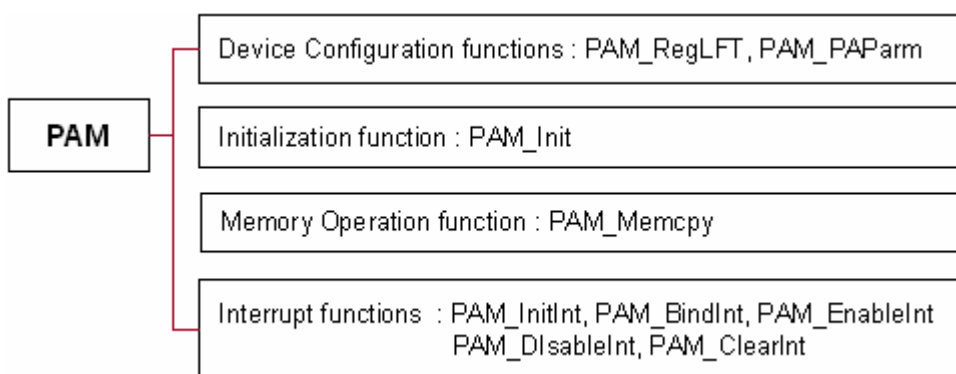 Device Configuration functions : PAM_RegLFT, PAM_PAParm
PAM
Initialization function : PAM_Init
Memory Operation function : PAM_Memcpy
Interrupt functions : PAM_InitInt, PAM_BindInt, PAM_EnableInt
PAM_DIsableInt, PAM_ClearInt